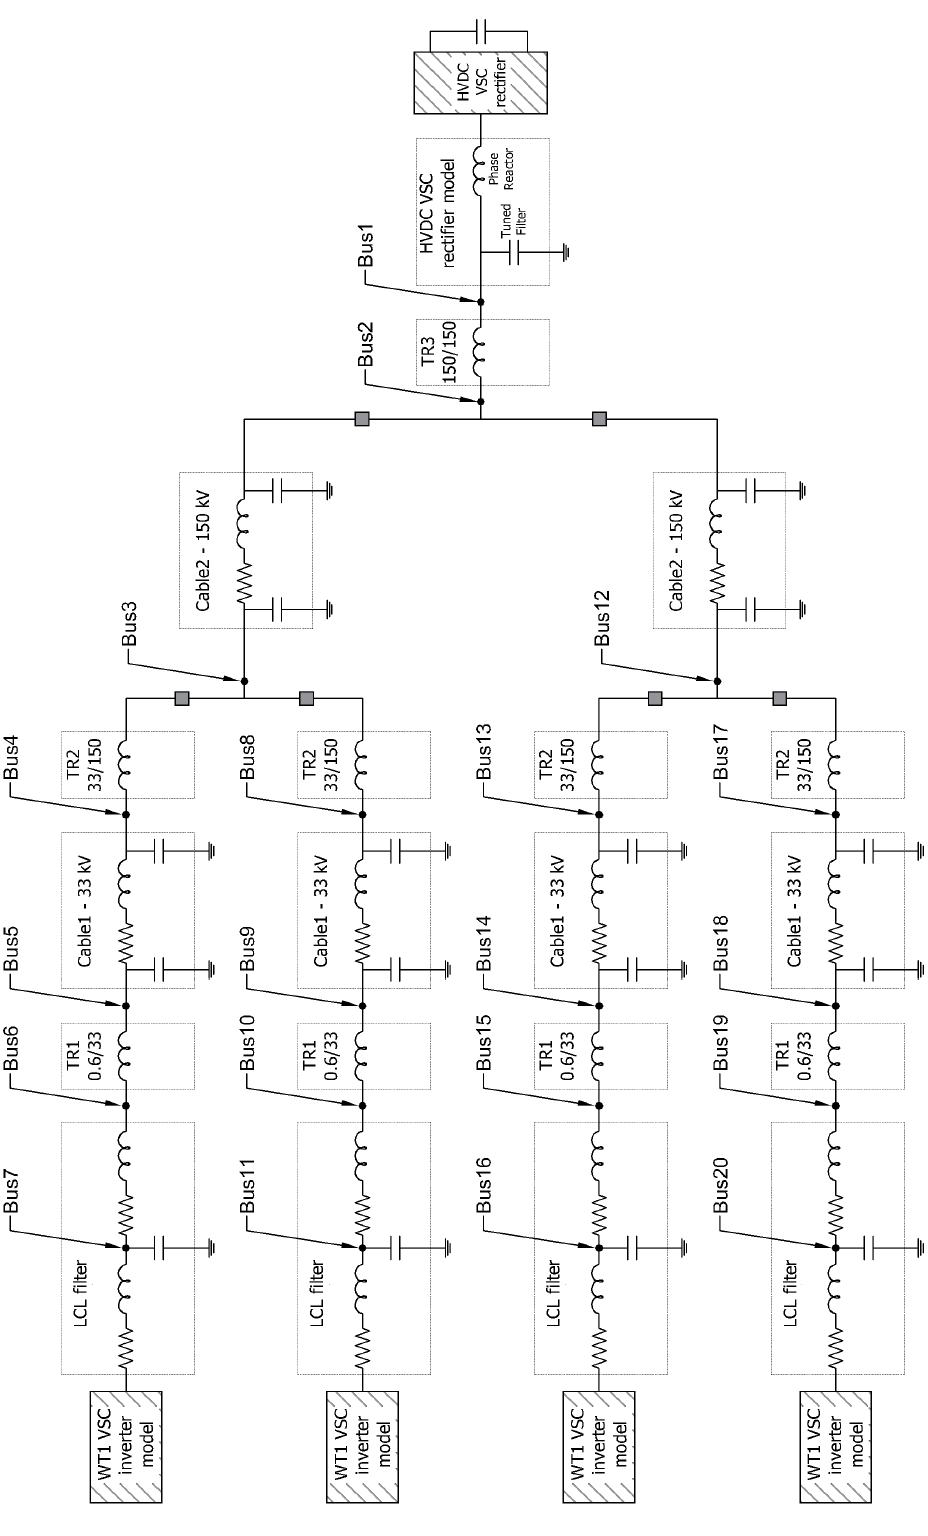 HVDC
VSC
rectifier
HVDC VSC
rectifier model
Phase
Reactor
Tuned
Filter
Bus1
TR3
150/150
Bus2
Cable2 - 150 kV
Cable2 - 150 kV
Bus3
Bus12
Bus4
TR2
33/150
Bus8
TR2
33/150
Bus13
TR2
33/150
Bus17
TR2
33/150
Cable1 - 33 kV
Cable1 - 33 kV
Cable1 - 33 kV
Cable1 - 33 kV
Bus5
Bus9
Bus14
Bus18
Bus6
TR1
0.6/33
Bus10
TR1
0.6/33
Bus15
TR1
0.6/33
Bus19
TR1
0.6/33
Bus7
Bus11
Bus16
Bus20
LCL filter
LCL filter
LCL filter
LCL filter
WT1 VSC
inverter
model
WT1 VSC
inverter
model
WT1 VSC
inverter
model
WT1 VSC
inverter
model